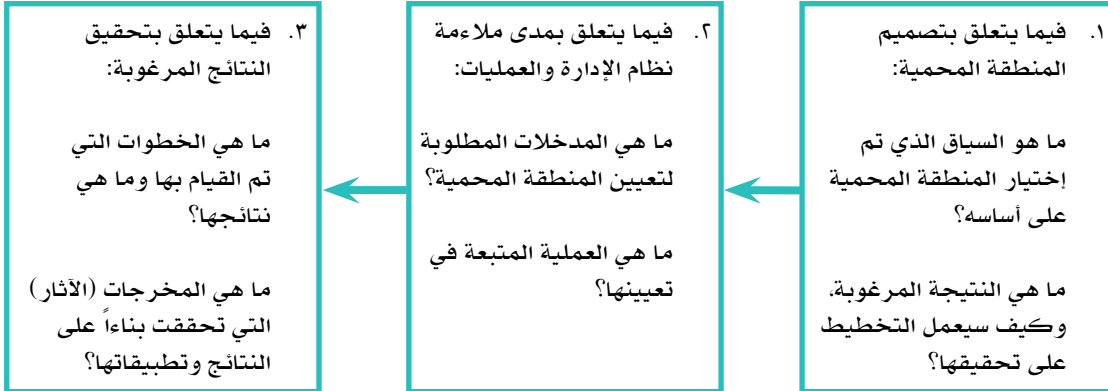 ١. فيما يتعلق بتصميم
المنطقة المحمية:
ما هو السياق الذي تم
إختيار المنطقة المحمية
على أساسه؟
ما هي النتيجة المرغوبة،
وكيف سيعمل التخطيط
على تحقيقها؟
٢. فيما يتعلق بمدى ملاءمة
نظام الإدارة والعمليات:
ما هي المدخلات المطلوبة
لتعيين المنطقة المحمية؟
ما هي العملية المتبعة في
تعيينها؟
٣. فيما يتعلق بتحقيق
النتائج المرغوبة:
ما هي الخطوات التي
تم القيام بها وما هي
نتائجها؟
ما هي المخرجات (الآثار)
التي تحققت بناءاً على
النتائج وتطبيقاتها؟